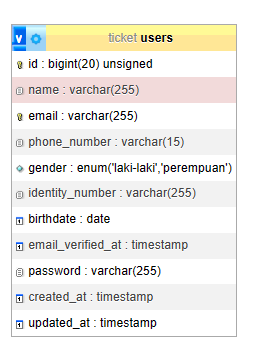 v ticket users
id : bigint(20) unsigned
name : varchar(255)
email : varchar(255)
phone_number : varchar(15)
gender : enum('laki-laki','perempuan')
identity_number : varchar(255)
birthdate : date
email_verified_at : timestamp
password : varchar(255)
created_at : timestamp
updated_at : timestamp